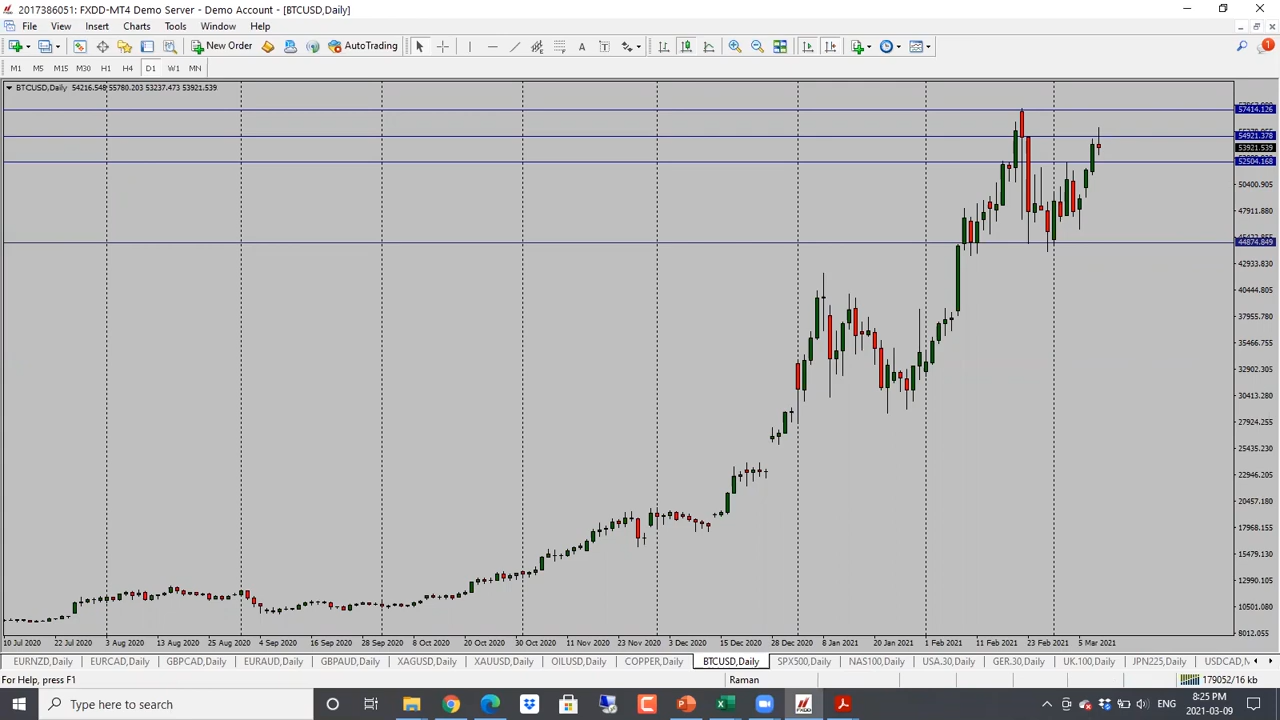 2017386051: FXDD-MT4 Demo Server - Demo Account - [BTCUSD,Daily]
File View Insert Charts Tools Window Help
New Order AutoTrading 1
M1 M5 M15 M30 H1 H4 D1 W1 MN
BTCUSD,Daily 54216.548 55780.203 53237.473 53921.539
57414.126
54921.378
53921.539
52504.168
50400.905
47911.880
44874.849
42933.830
40444.805
37955.780
35466.755
32902.305
30413.280
27924.255
25435.230
22946.205
20457.180
17968.155
15479.130
12990.105
10501.080
8012.055
10 Jul 2020 22 Jul 2020 3 Aug 2020 13 Aug 2020 25 Aug 2020 4 Sep 2020 16 Sep 2020 28 Sep 2020 8 Oct 2020 20 Oct 2020 30 Oct 2020 11 Nov 2020 23 Nov 2020 3 Dec 2020 15 Dec 2020 28 Dec 2020 8 Jan 2021 20 Jan 2021 1 Feb 2021 11 Feb 2021 23 Feb 2021 5 Mar 2021
EURNZD,Daily EURCAD,Daily GBPCAD,Daily EURAUD,Daily GBPAUD,Daily XAGUSD,Daily XAUUSD,Daily OILUSD,Daily COPPER,Daily BTCUSD,Daily SPX500,Daily NAS100,Daily USA.30,Daily GER.30,Daily UK.100,Daily JPN225,Daily USDCAD,M
For Help, press F1 Raman 179052/16 kb
Type here to search
ENG 8:25 PM
2021-03-09